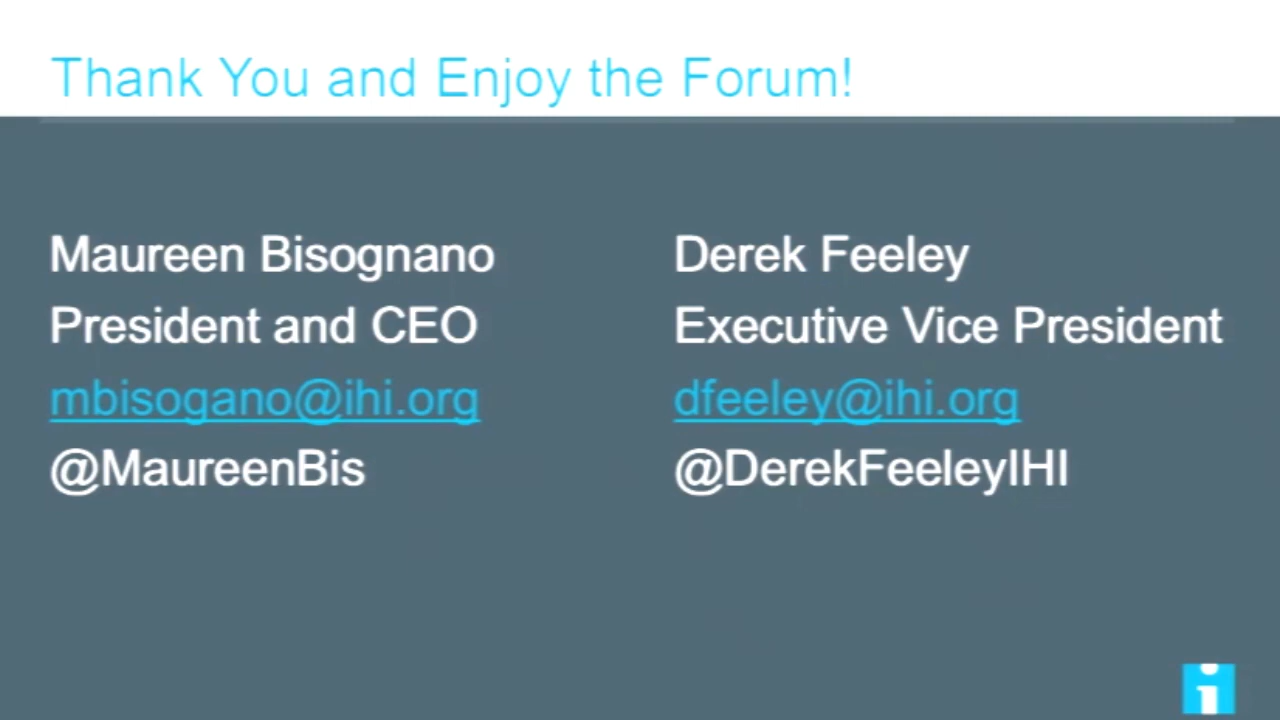 Thank You and Enjoy the Forum!
Maureen Bisognano
President and CEO
mbisogano@ihi.org
@MaureenBis
Derek Feeley
Executive Vice President
dfeeley@ihi.org
@DerekFeeleyIHI
i